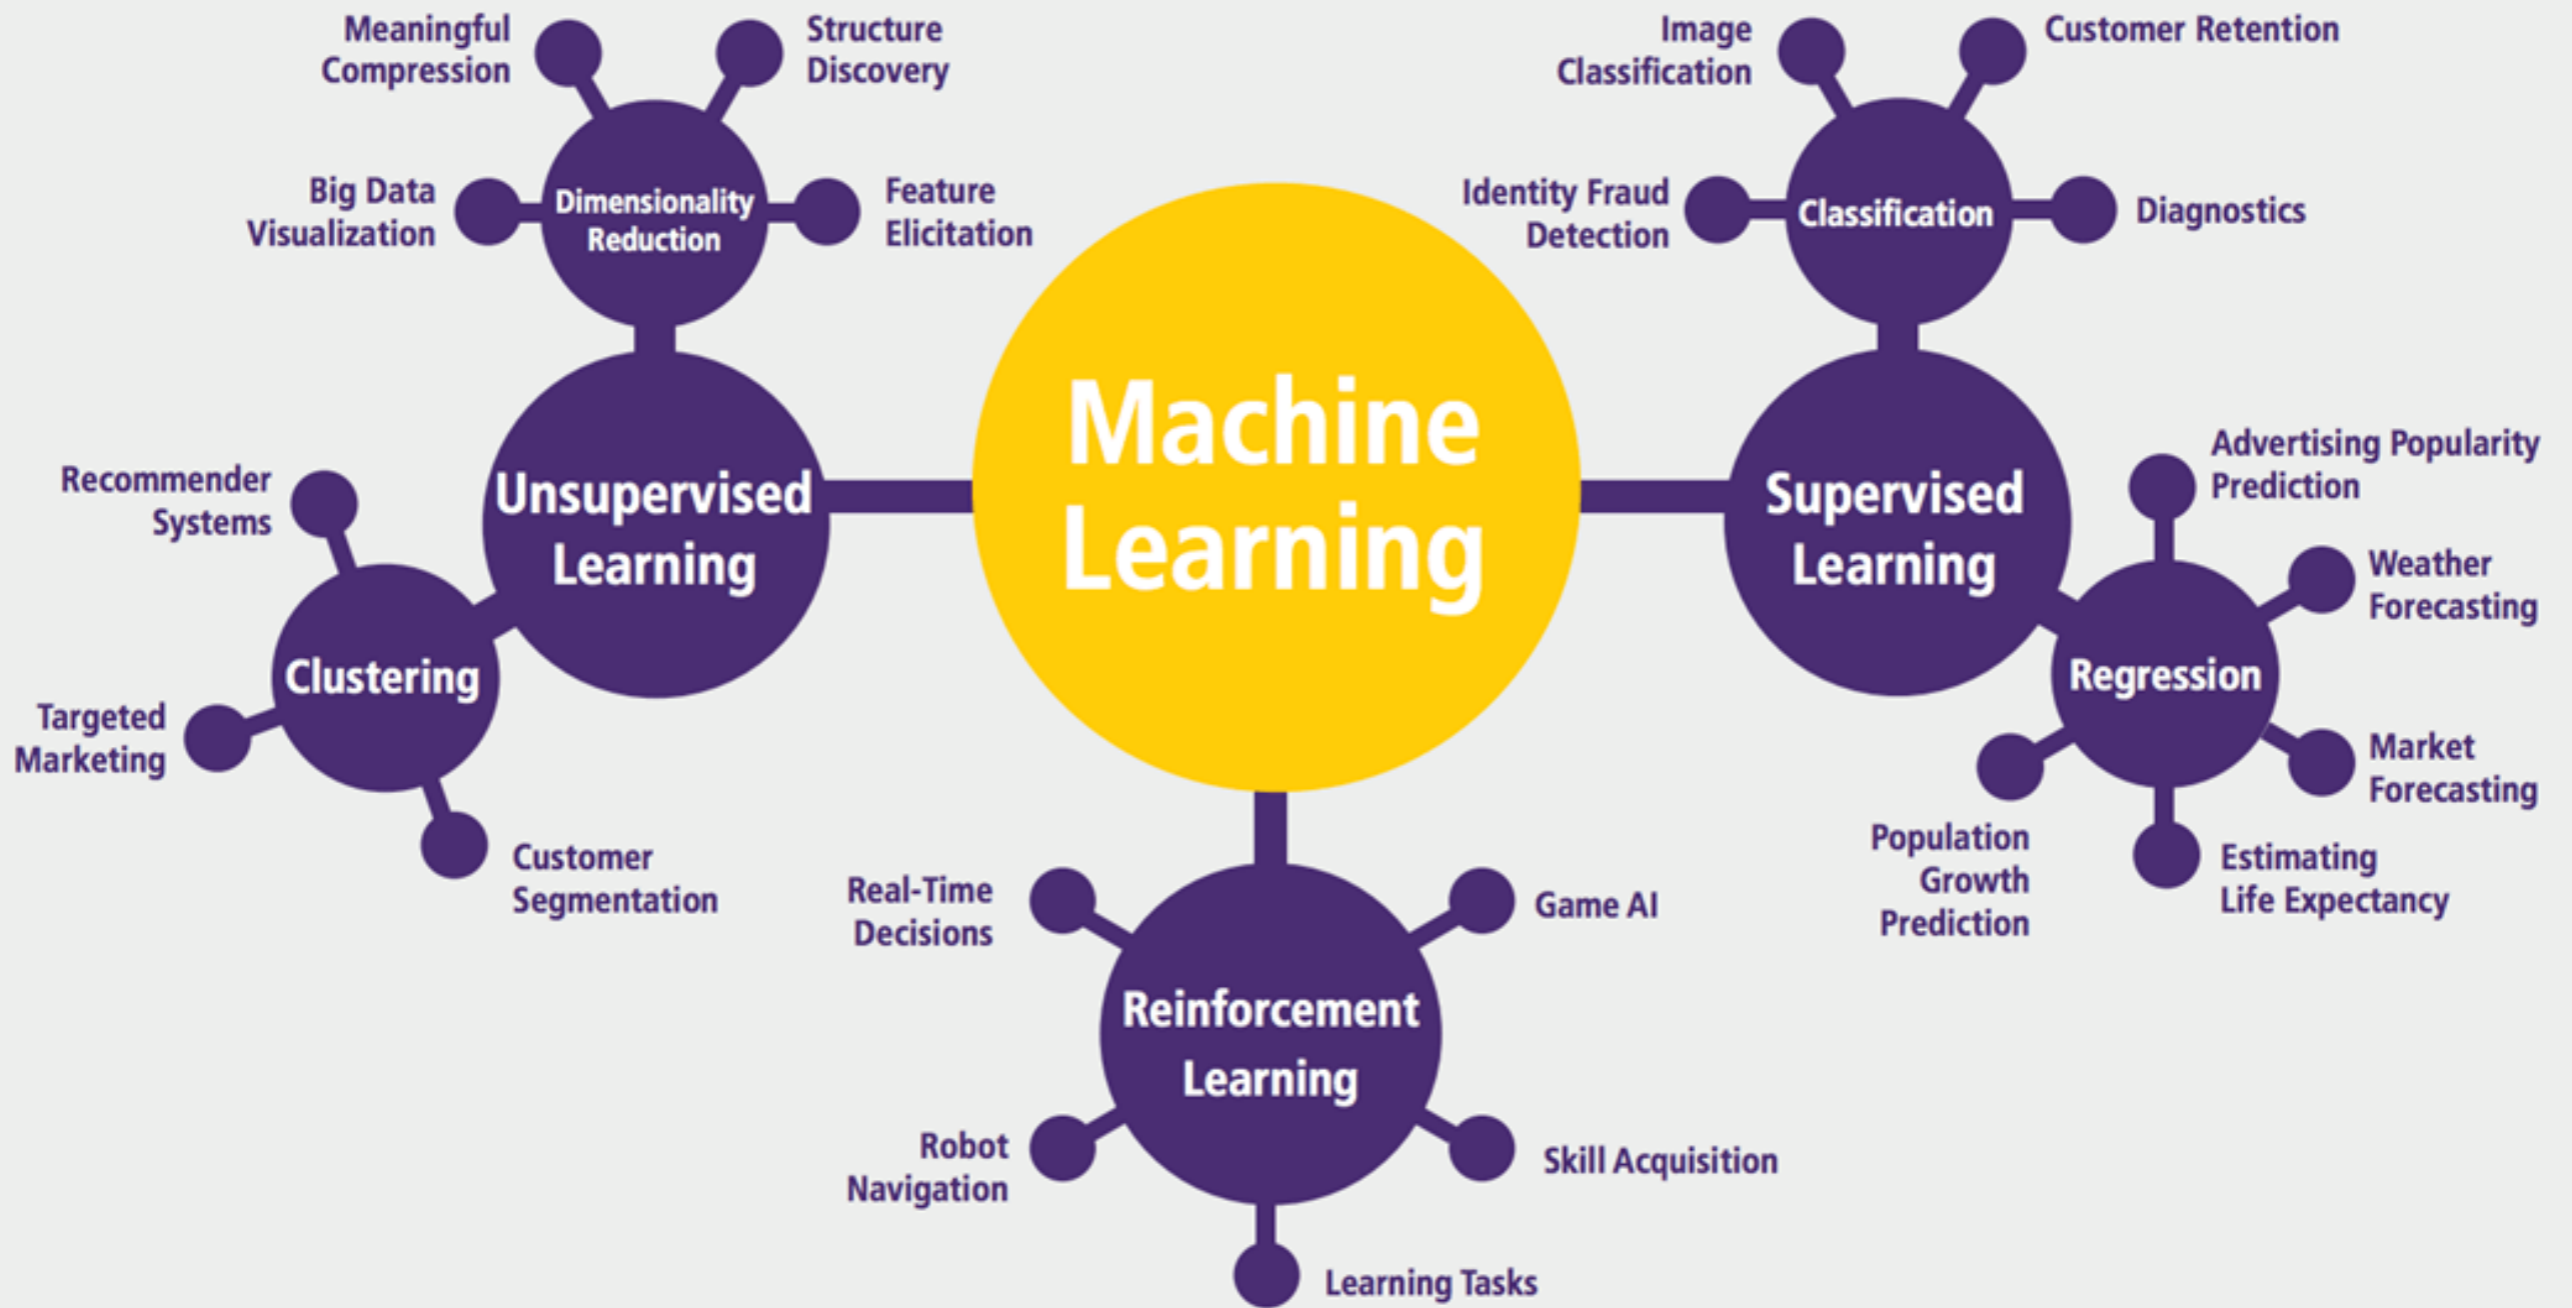 Meaningful
Compression
Structure
Discovery
Big Data
Visualization
Dimensionality
Reduction
Feature
Elicitation
Image
Classification
Customer Retention
Identity Fraud
Detection
Classification
Diagnostics
Machine
Learning
Unsupervised
Learning
Recommender
Systems
Clustering
Targeted
Marketing
Customer
Segmentation
Supervised
Learning
Advertising Popularity
Prediction
Weather
Forecasting
Regression
Market
Forecasting
Population
Growth
Prediction
Estimating
Life Expectancy
Real-Time
Decisions
Game AI
Reinforcement
Learning
Robot
Navigation
Skill Acquisition
Learning Tasks